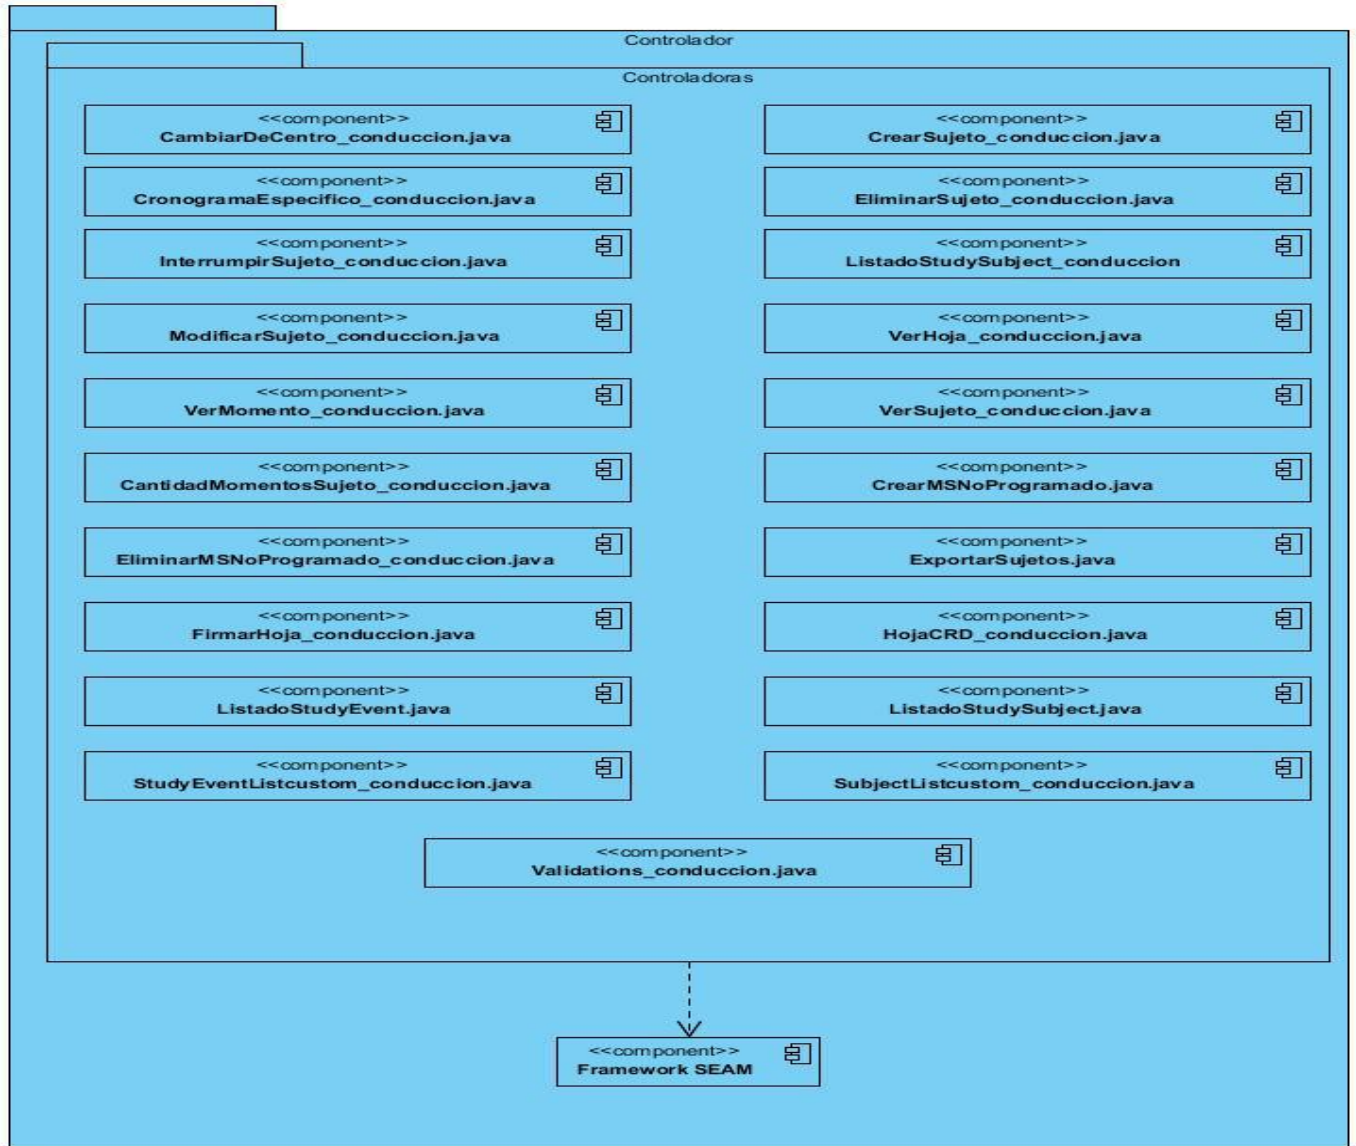 Controlador
Controladoras
<<component>>
CambiarDeCentro_conduccion.java
<<component>>
CrearSujeto_conduccion.java
<<component>>
CronogramaEspecifico_conduccion.java
<<component>>
EliminarSujeto_conduccion.java
<<component>>
InterrumpirSujeto_conduccion.java
<<component>>
ListadoStudySubject_conduccion
<<component>>
ModificarSujeto_conduccion.java
<<component>>
VerHoja_conduccion.java
<<component>>
VerMomento_conduccion.java
<<component>>
VerSujeto_conduccion.java
<<component>>
CantidadMomentosSujeto_conduccion.java
<<component>>
CrearMSNoProgramado.java
<<component>>
EliminarMSNoProgramado_conduccion.java
<<component>>
ExportarSujetos.java
<<component>>
FirmarHoja_conduccion.java
<<component>>
HojaCRD_conduccion.java
<<component>>
ListadoStudyEvent.java
<<component>>
ListadoStudySubject.java
<<component>>
StudyEventListcustom_conduccion.java
<<component>>
SubjectListcustom_conduccion.java
<<component>>
Validations_conduccion.java
<<component>>
Framework SEAM